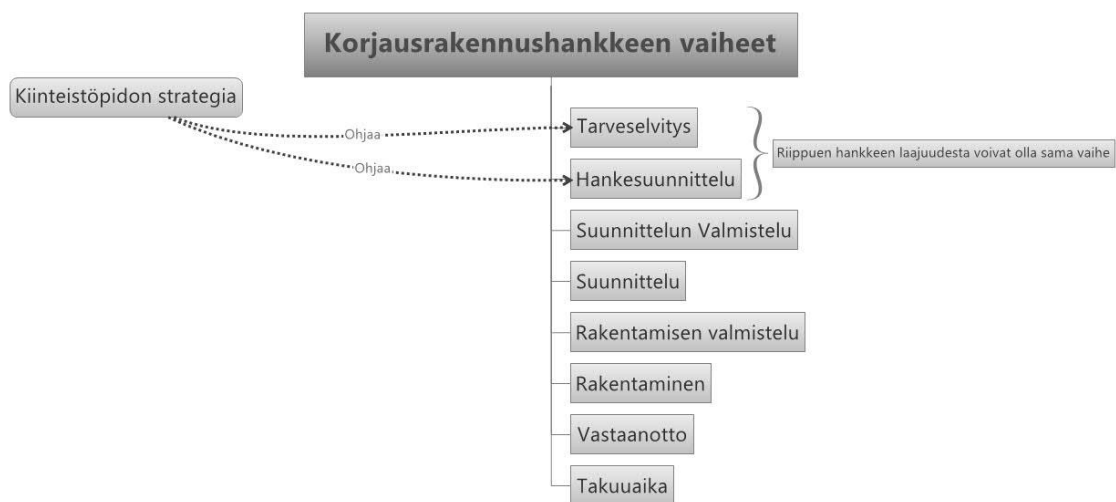 Korjausrakennushankkeen vaiheet
Kiinteistöpidon strategia
Ohjaa
Ohjaa
Tarveselvitys
Hankesuunnittelu
Riippuen hankkeen laajuudesta voivat olla sama vaihe
Suunnittelun Valmistelu
Suunnittelu
Rakentamisen valmistelu
Rakentaminen
Vastaanotto
Takuuaika